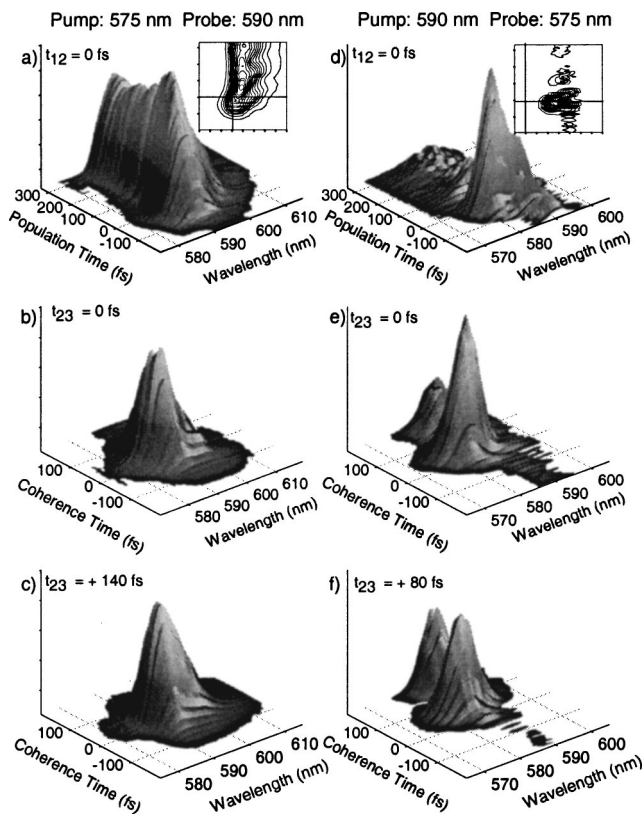 Pump: 575 nm Probe: 590 nm
Pump: 590 nm Probe: 575 nm
a) t12 = 0 fs
300
200
100
0
-100
Population Time (fs)
580
590
600
610
Wavelength (nm)
d) t12 = 0 fs
300
200
100
0
-100
Population Time (fs)
570
580
590
600
Wavelength (nm)
b) t23 = 0 fs
100
0
-100
Coherence Time (fs)
580
590
600
610
Wavelength (nm)
e) t23 = 0 fs
100
0
-100
Coherence Time (fs)
570
580
590
600
Wavelength (nm)
c) t23 = + 140 fs
100
0
-100
Coherence Time (fs)
580
590
600
610
Wavelength (nm)
f) t23 = + 80 fs
100
0
-100
Coherence Time (fs)
570
580
590
600
Wavelength (nm)